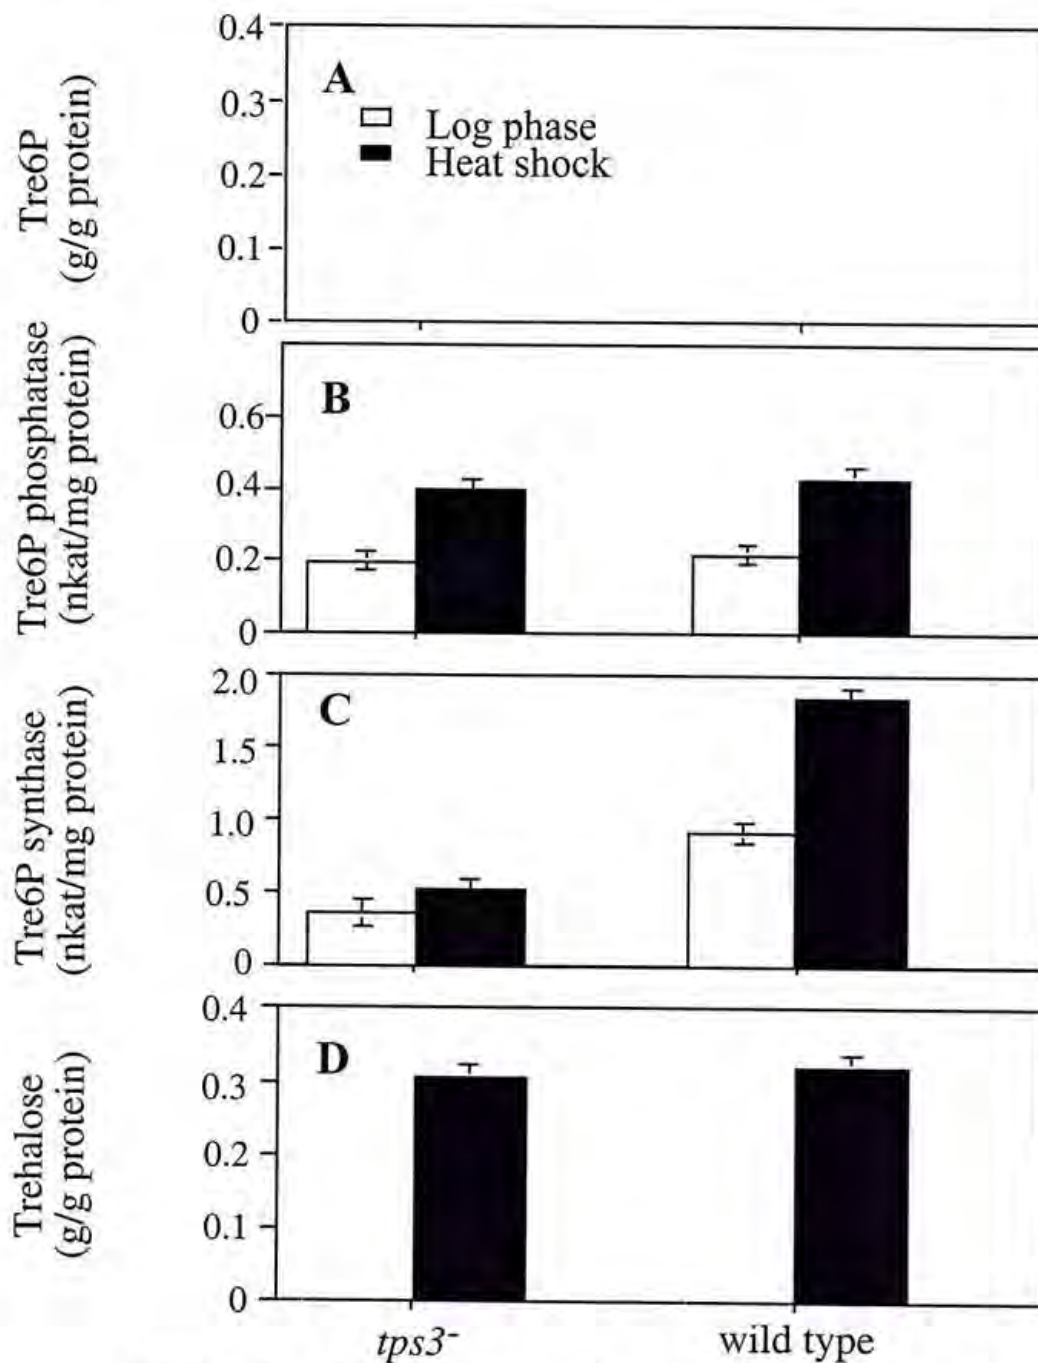 Tre6P
(g/g protein)
0.4
0.3
0.2
0.1
0
A
Log phase
Heat shock
Tre6P phosphatase
(nkat/mg protein)
0.6
0.4
0.2
0
B
Tre6P synthase
(nkat/mg protein)
2.0
1.5
1.0
0.5
0
C
Trehalose
(g/g protein)
0.4
0.3
0.2
0.1
0
D
tps3-
wild type